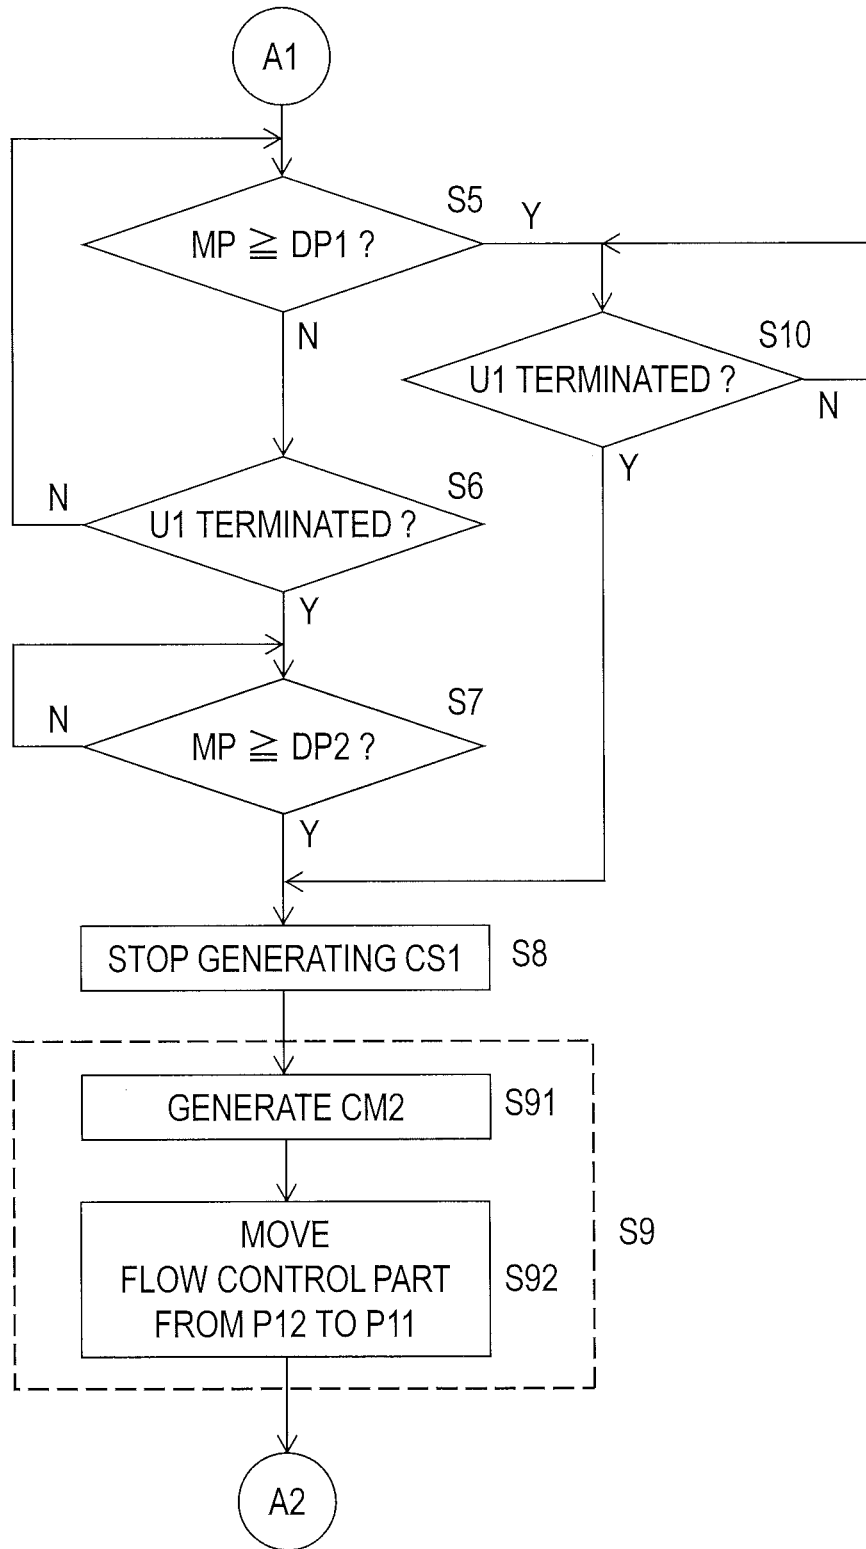 A1
S5
Y
MP ≧ DP1 ?
N
S10
U1 TERMINATED ?
N
Y
N
S6
U1 TERMINATED ?
Y
S7
N
MP ≧ DP2 ?
Y
STOP GENERATING CS1
S8
GENERATE CM2
S91
MOVE
FLOW CONTROL PART
FROM P12 TO P11
S92
S9
A2